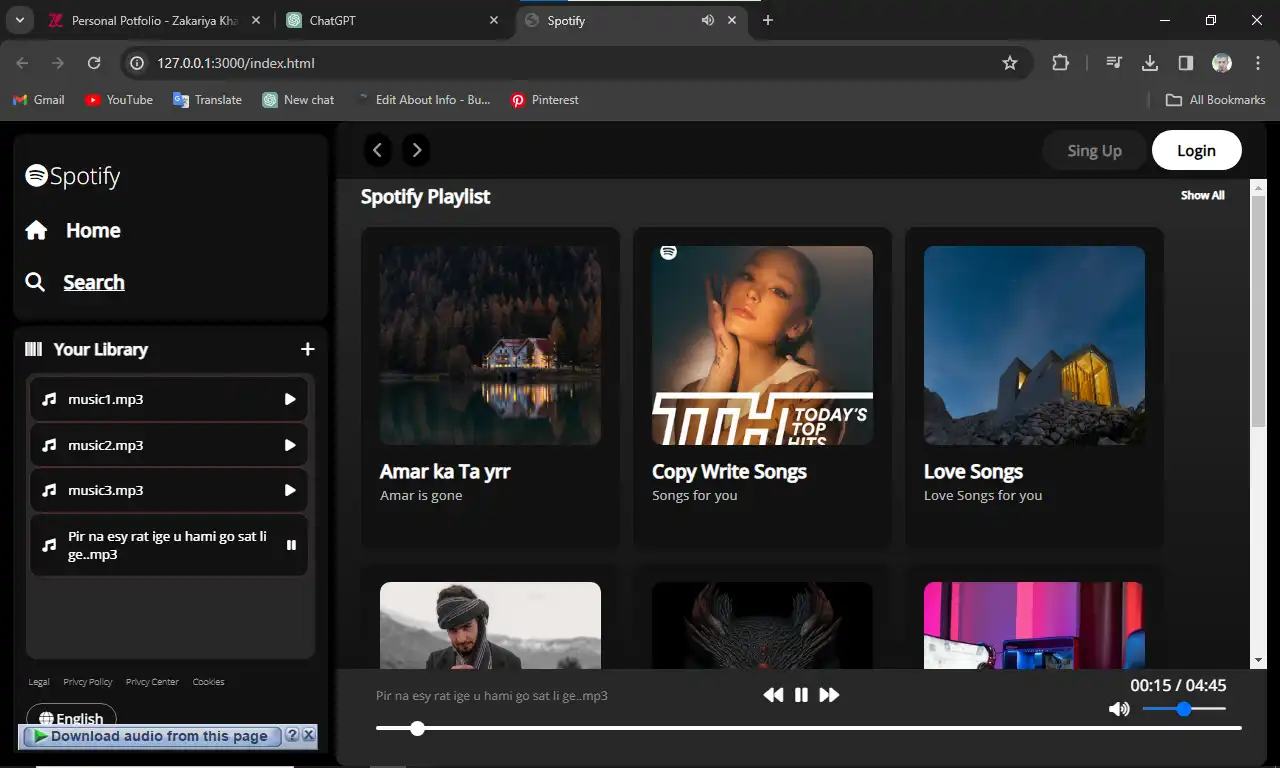 Personal Potfolio - Zakariya Kha
ChatGPT
Spotify
127.0.0.1:3000/index.html
Gmail
YouTube
Translate
New chat
Edit About Info - Bu...
Pinterest
All Bookmarks
Spotify
Home
Search
Your Library
music1.mp3
music2.mp3
music3.mp3
Pir na esy rat ige u hami go sat li
ge..mp3
Legal
Privcy Policy
Privcy Center
Cookies
English
Download audio from this page
Sing Up
Login
Spotify Playlist
Show All
TTH
TODAY'S
TOP
HITS
Amar ka Ta yrr
Amar is gone
Copy Write Songs
Songs for you
Love Songs
Love Songs for you
Pir na esy rat ige u hami go sat li ge..mp3
00:15 / 04:45